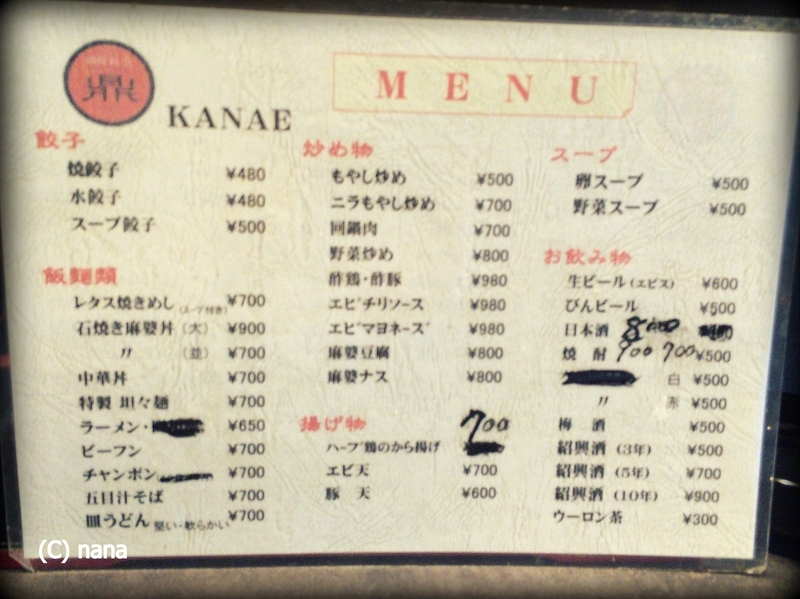 鼎
KANAE
MENU
餃子
焼餃子 ¥480
水餃子 ¥480
スープ餃子 ¥500
飯麺類
レタス焼きめし(スープ付き) ¥700
石焼き麻婆丼(大) ¥900
〃 (並) ¥700
中華丼 ¥700
特製 坦々麺 ¥700
ラーメン・ ¥650
ビーフン ¥700
チャンポン ¥700
五目汁そば ¥700
皿うどん 堅い・軟らかい ¥700
炒め物
もやし炒め ¥500
ニラもやし炒め ¥700
回鍋肉 ¥700
野菜炒め ¥800
酢鶏・酢豚 ¥980
エビチリソース ¥980
エビマヨネーズ ¥980
麻婆豆腐 ¥800
麻婆ナス ¥800
揚げ物
ハーブ鶏のから揚げ 700
エビ天 ¥700
豚 天 ¥600
スープ
卵スープ ¥500
野菜スープ ¥500
お飲み物
生ビール(エビス) ¥600
びんビール ¥500
日本酒 800
焼 酎 900 700 ¥500
白 ¥500
〃 赤 ¥500
梅 酒 ¥500
紹興酒(3年) ¥500
紹興酒(5年) ¥700
紹興酒(10年) ¥900
ウーロン茶 ¥300
(C) nana